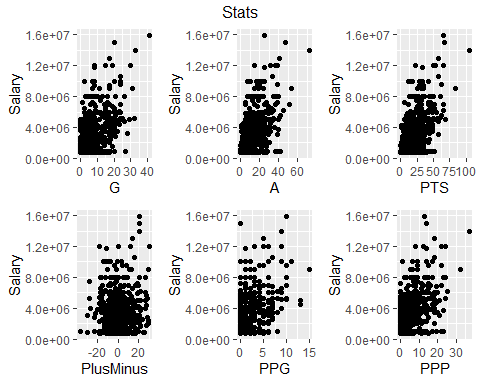 Stats
Salary
1.6e+07
1.2e+07
8.0e+06
4.0e+06
0.0e+00
0 10 20 30 40
G
Salary
1.6e+07
1.2e+07
8.0e+06
4.0e+06
0.0e+00
0 20 40 60
A
Salary
1.6e+07
1.2e+07
8.0e+06
4.0e+06
0.0e+00
0 25 50 75 100
PTS
Salary
1.6e+07
1.2e+07
8.0e+06
4.0e+06
0.0e+00
-20 0 20
PlusMinus
Salary
1.6e+07
1.2e+07
8.0e+06
4.0e+06
0.0e+00
0 5 10 15
PPG
Salary
1.6e+07
1.2e+07
8.0e+06
4.0e+06
0.0e+00
0 10 20 30
PPP